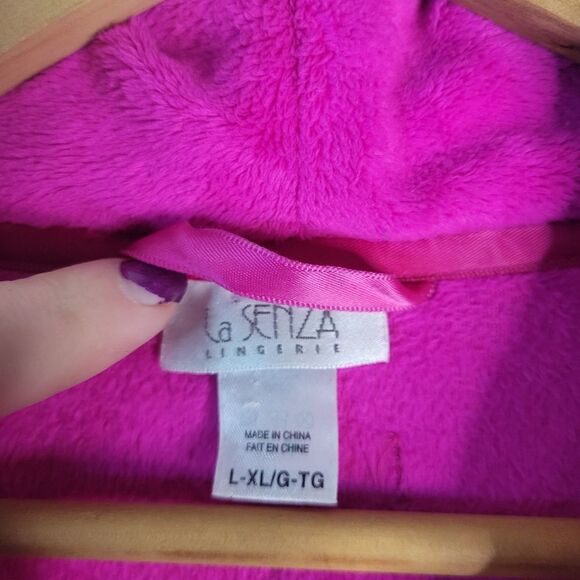 La SENZA
LINGERIE
MADE IN CHINA
FAIT EN CHINE
L-XL/G-TG